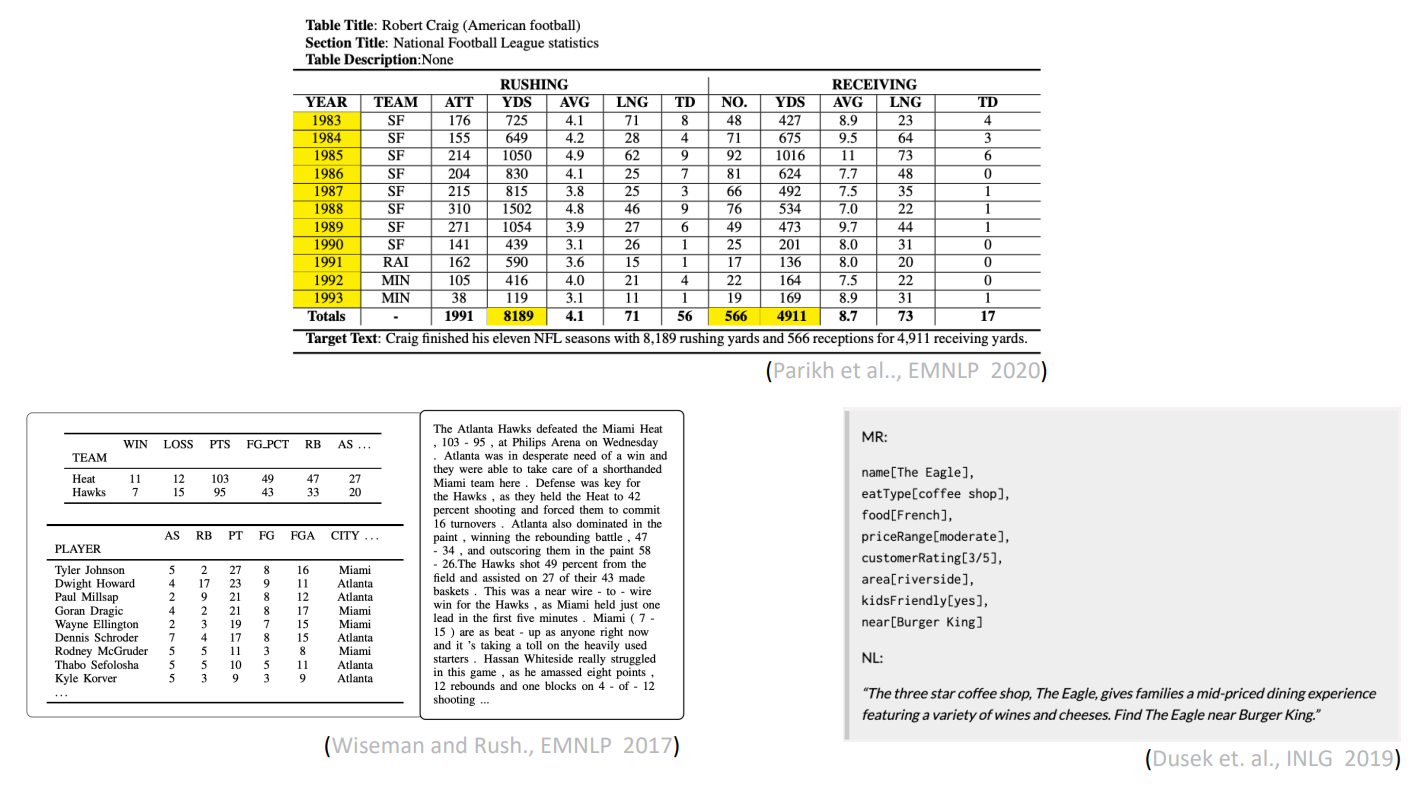 Table Title: Robert Craig (American football)
Section Title: National Football League statistics
Table Description:None
RUSHING RECEIVING
YEAR TEAM ATT YDS AVG LNG TD NO. YDS AVG LNG TD
1983 SF 176 725 4.1 71 8 48 427 8.9 23 4
1984 SF 155 649 4.2 28 4 71 675 9.5 64 3
1985 SF 214 1050 4.9 62 9 92 1016 11 73 6
1986 SF 204 830 4.1 25 7 81 624 7.7 48 0
1987 SF 215 815 3.8 25 3 66 492 7.5 35 1
1988 SF 310 1502 4.8 46 9 76 534 7.0 22 1
1989 SF 271 1054 3.9 27 6 49 473 9.7 44 1
1990 SF 141 439 3.1 26 1 25 201 8.0 31 0
1991 RAI 162 590 3.6 15 1 17 136 8.0 20 0
1992 MIN 105 416 4.0 21 4 22 164 7.5 22 0
1993 MIN 38 119 3.1 11 1 19 169 8.9 31 1
Totals - 1991 8189 4.1 71 56 566 4911 8.7 73 17
Target Text: Craig finished his eleven NFL seasons with 8,189 rushing yards and 566 receptions for 4,911 receiving yards.
(Parikh et al.., EMNLP 2020)
WIN LOSS PTS FG_PCT RB AS ...
TEAM
Heat 11 12 103 49 47 27
Hawks 7 15 95 43 33 20
AS RB PT FG FGA CITY ...
PLAYER
Tyler Johnson 5 2 27 8 16 Miami
Dwight Howard 4 17 23 9 11 Atlanta
Paul Millsap 2 9 21 8 12 Atlanta
Goran Dragic 4 2 21 8 17 Miami
Wayne Ellington 2 3 19 7 15 Miami
Dennis Schroder 7 4 17 8 15 Atlanta
Rodney McGruder 5 5 11 3 8 Miami
Thabo Sefolosha 5 5 10 5 11 Atlanta
Kyle Korver 5 3 9 3 9 Atlanta
...
The Atlanta Hawks defeated the Miami Heat
, 103 - 95 , at Philips Arena on Wednesday
. Atlanta was in desperate need of a win and
they were able to take care of a shorthanded
Miami team here . Defense was key for
the Hawks , as they held the Heat to 42
percent shooting and forced them to commit
16 turnovers . Atlanta also dominated in the
paint , winning the rebounding battle , 47
- 34 , and outscoring them in the paint 58
- 26.The Hawks shot 49 percent from the
field and assisted on 27 of their 43 made
baskets . This was a near wire - to - wire
win for the Hawks , as Miami held just one
lead in the first five minutes . Miami ( 7 -
15 ) are as beat - up as anyone right now
and it 's taking a toll on the heavily used
starters . Hassan Whiteside really struggled
in this game , as he amassed eight points ,
12 rebounds and one blocks on 4 - of - 12
shooting ...
(Wiseman and Rush., EMNLP 2017)
MR:
name[The Eagle],
eatType[coffee shop],
food[French],
priceRange[moderate],
customerRating[3/5],
area[riverside],
kidsFriendly[yes],
near[Burger King]
NL:
“The three star coffee shop, The Eagle, gives families a mid-priced dining experience
featuring a variety of wines and cheeses. Find The Eagle near Burger King.”
(Dusek et. al., INLG 2019)